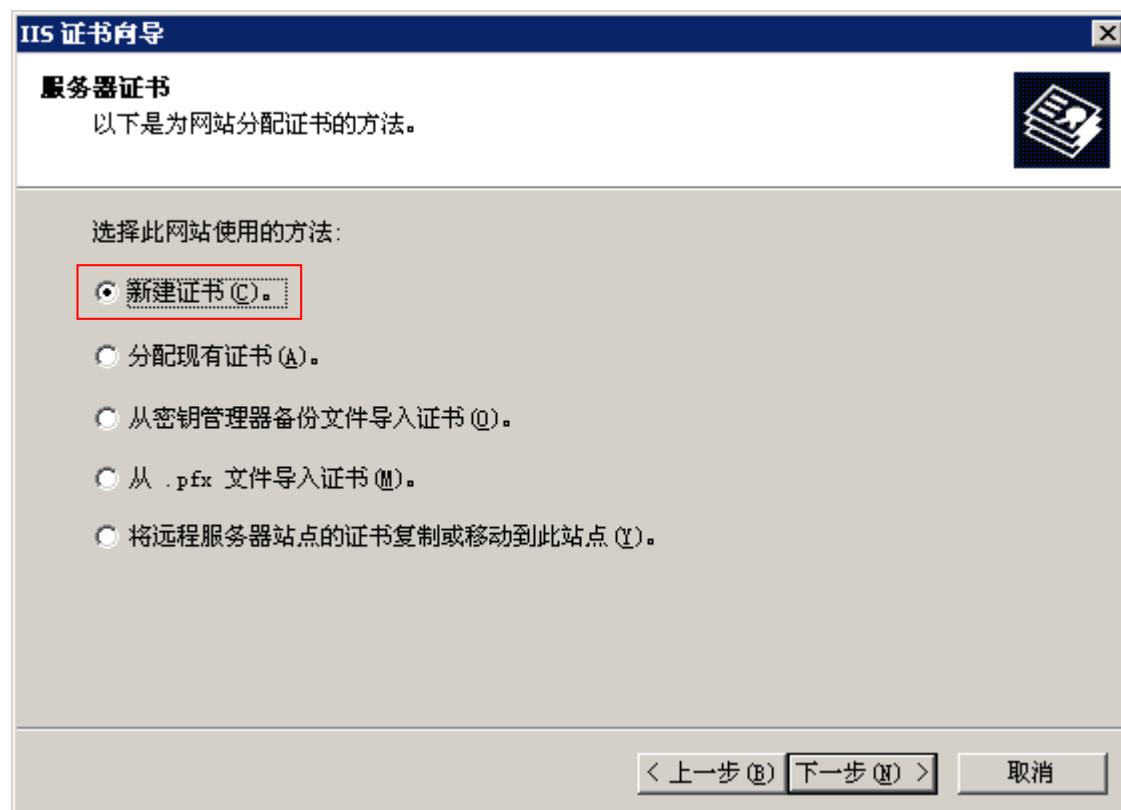 IIS 证书向导
服务器证书
以下是为网站分配证书的方法。
选择此网站使用的方法:
新建证书(C)。
分配现有证书(A)。
从密钥管理器备份文件导入证书(O)。
从 .pfx 文件导入证书(M)。
将远程服务器站点的证书复制或移动到此站点(Y)。
< 上一步(B) 下一步(N) > 取消